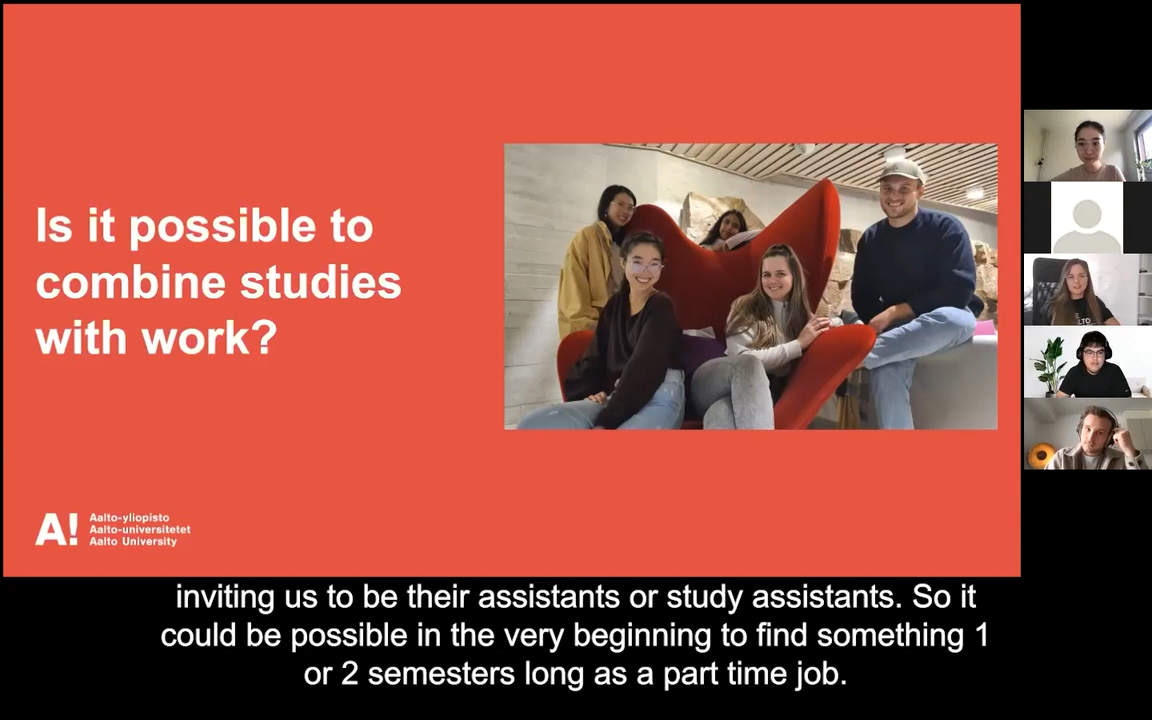 Is it possible to
combine studies
with work?
A!
Aalto-yliopisto
Aalto-universitetet
Aalto University
inviting us to be their assistants or study assistants. So it
could be possible in the very beginning to find something 1
or 2 semesters long as a part time job.